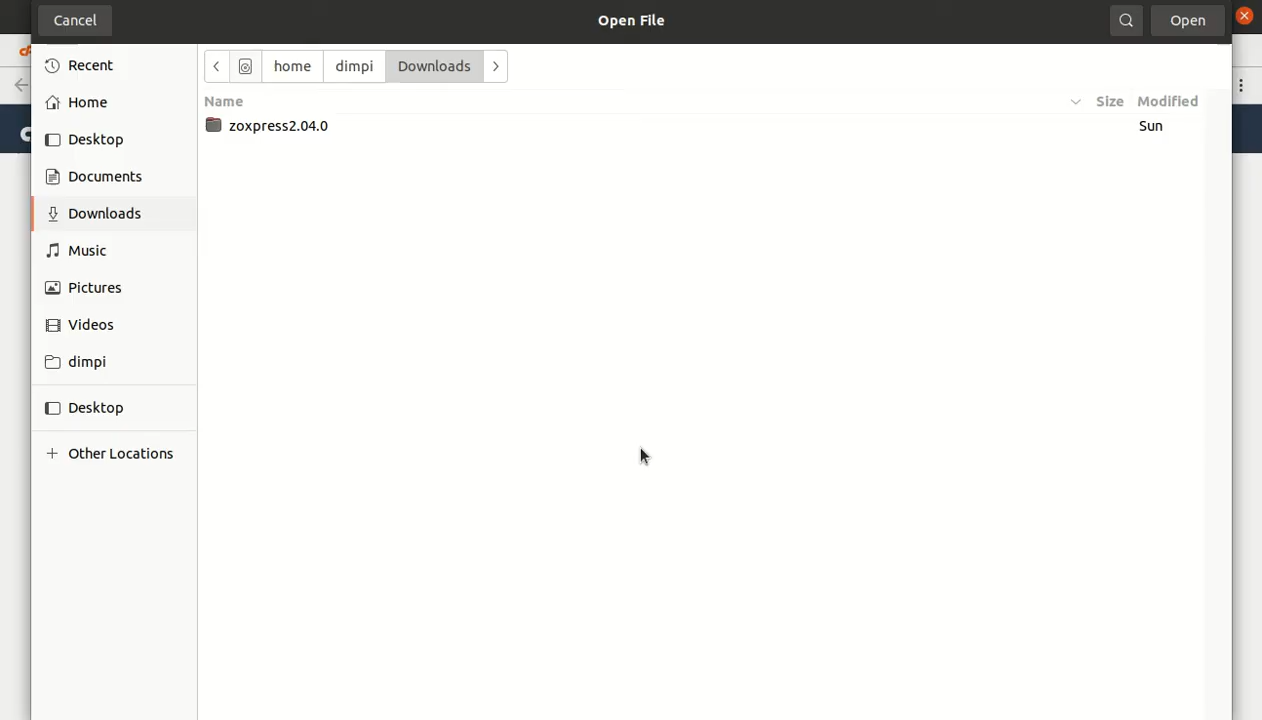 Cancel
Open File
Open
Recent
Home
Desktop
Documents
Downloads
Music
Pictures
Videos
dimpi
Desktop
Other Locations
home dimpi Downloads
Name Size Modified
zoxpress2.04.0 Sun